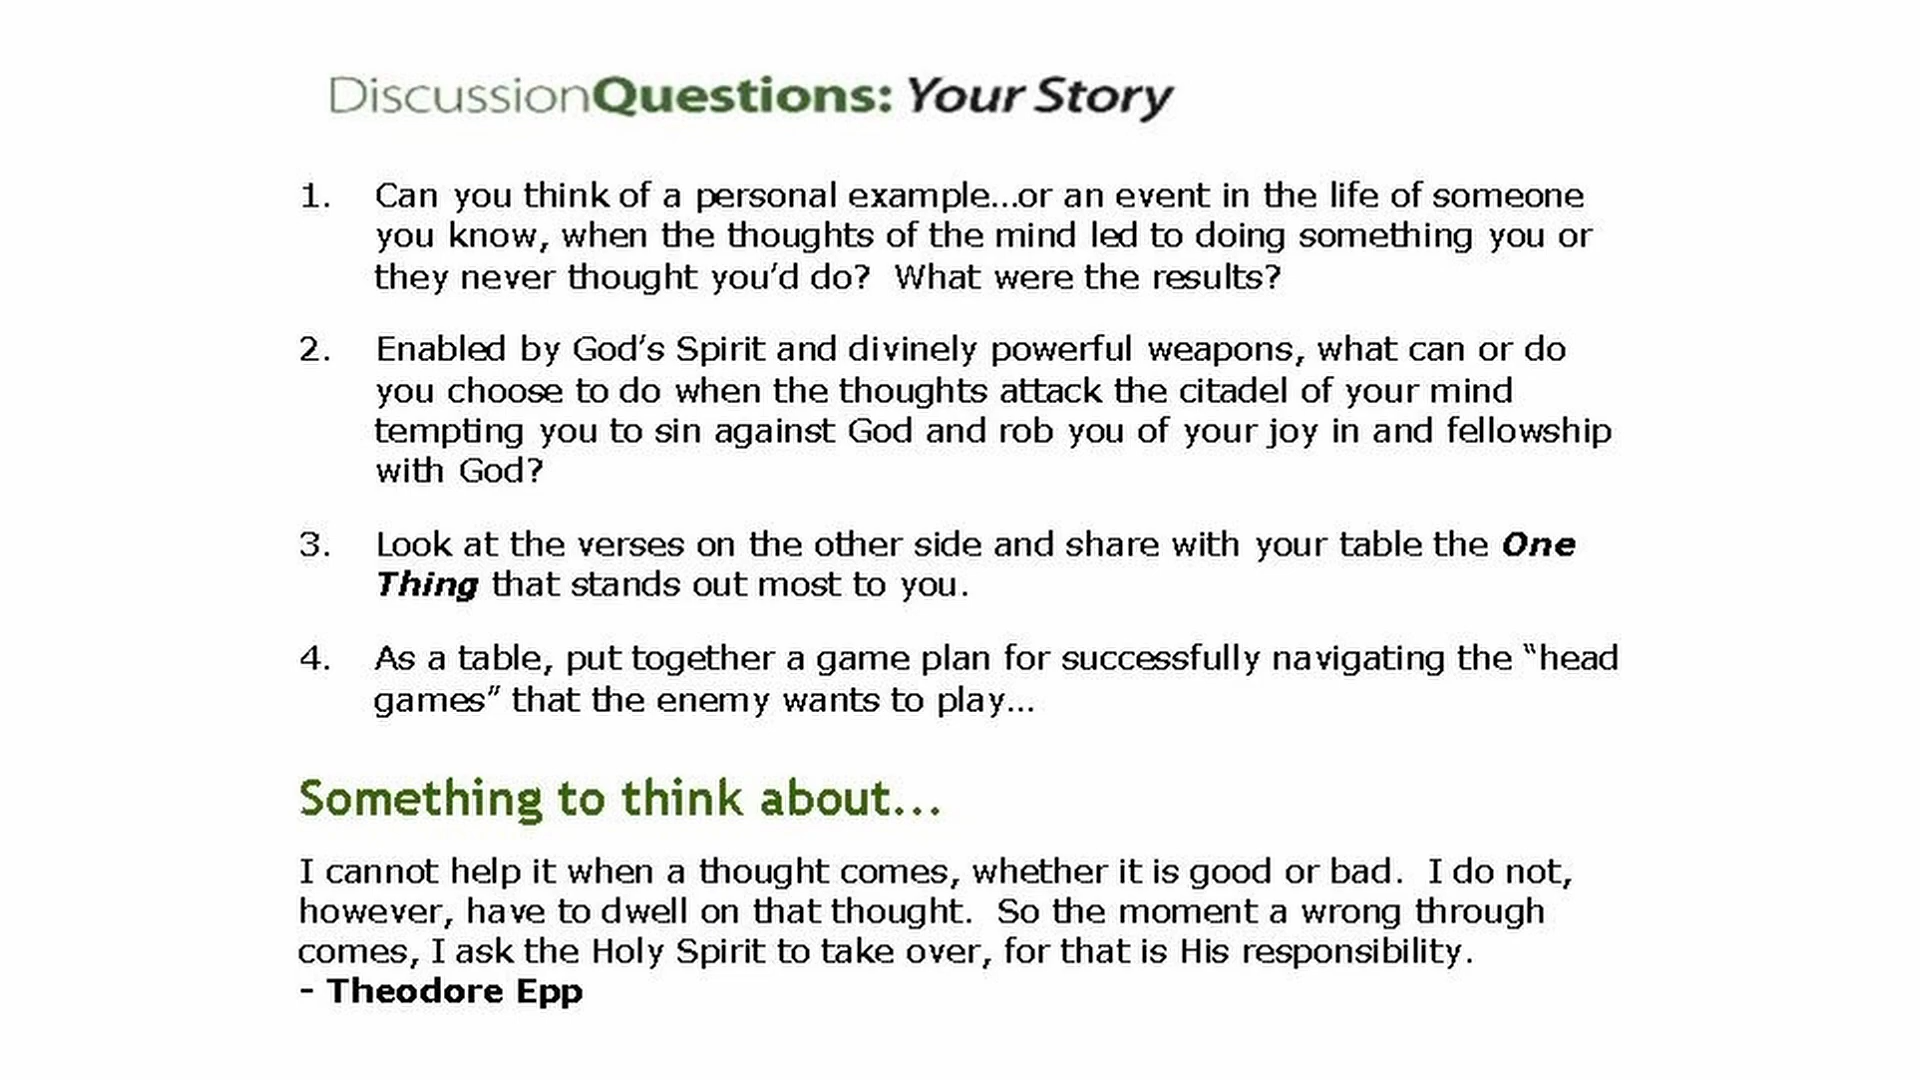 DiscussionQuestions: Your Story
1. Can you think of a personal example...or an event in the life of someone
you know, when the thoughts of the mind led to doing something you or
they never thought you'd do?  What were the results?
2. Enabled by God's Spirit and divinely powerful weapons, what can or do
you choose to do when the thoughts attack the citadel of your mind
tempting you to sin against God and rob you of your joy in and fellowship
with God?
3. Look at the verses on the other side and share with your table the One
Thing that stands out most to you.
4. As a table, put together a game plan for successfully navigating the “head
games” that the enemy wants to play...
Something to think about...
I cannot help it when a thought comes, whether it is good or bad.  I do not,
however, have to dwell on that thought.  So the moment a wrong through
comes, I ask the Holy Spirit to take over, for that is His responsibility.
- Theodore Epp